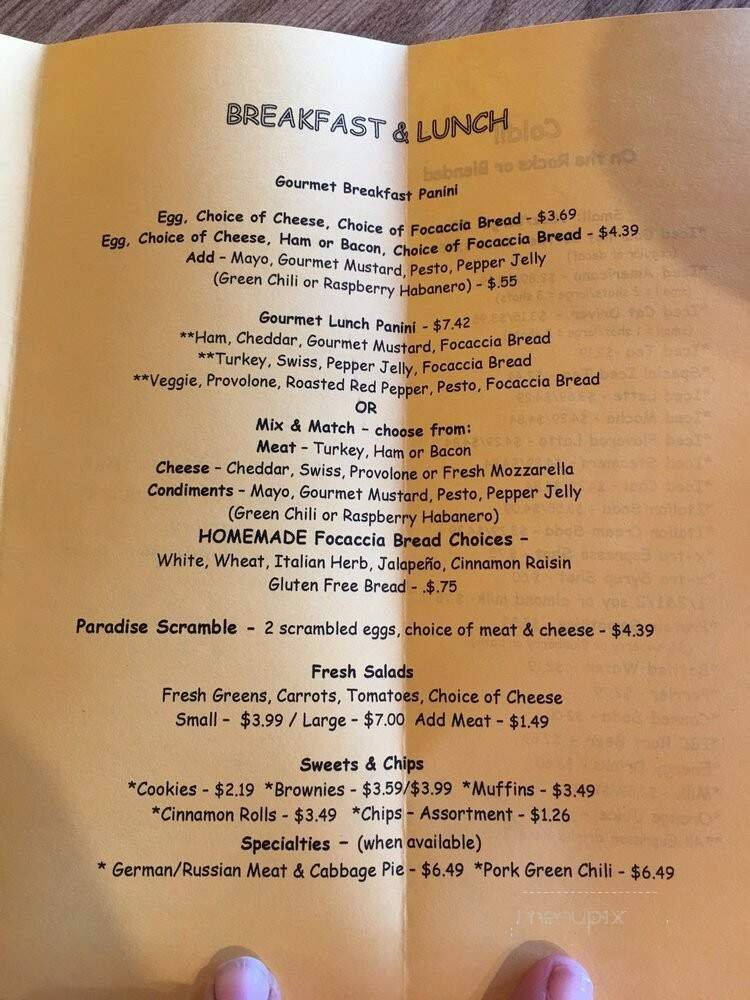 BREAKFAST & LUNCH
Gourmet Breakfast Panini
Egg, Choice of Cheese, Choice of Focaccia Bread - $3.69
Egg, Choice of Cheese, Ham or Bacon, Choice of Focaccia Bread - $4.39
Add - Mayo, Gourmet Mustard, Pesto, Pepper Jelly
(Green Chili or Raspberry Habanero) - $.55
Gourmet Lunch Panini - $7.42
**Ham, Cheddar, Gourmet Mustard, Focaccia Bread
**Turkey, Swiss, Pepper Jelly, Focaccia Bread
**Veggie, Provolone, Roasted Red Pepper, Pesto, Focaccia Bread
OR
Mix & Match - choose from:
Meat - Turkey, Ham or Bacon
Cheese - Cheddar, Swiss, Provolone or Fresh Mozzarella
Condiments - Mayo, Gourmet Mustard, Pesto, Pepper Jelly
(Green Chili or Raspberry Habanero)
HOMEMADE Focaccia Bread Choices -
White, Wheat, Italian Herb, Jalapeño, Cinnamon Raisin
Gluten Free Bread - .$.75
Paradise Scramble - 2 scrambled eggs, choice of meat & cheese - $4.39
Fresh Salads
Fresh Greens, Carrots, Tomatoes, Choice of Cheese
Small - $3.99 / Large - $7.00 Add Meat - $1.49
Sweets & Chips
*Cookies - $2.19 *Brownies - $3.59/$3.99 *Muffins - $3.49
*Cinnamon Rolls - $3.49 *Chips - Assortment - $1.26
Specialties - (when available)
* German/Russian Meat & Cabbage Pie - $6.49 *Pork Green Chili - $6.49
menupix